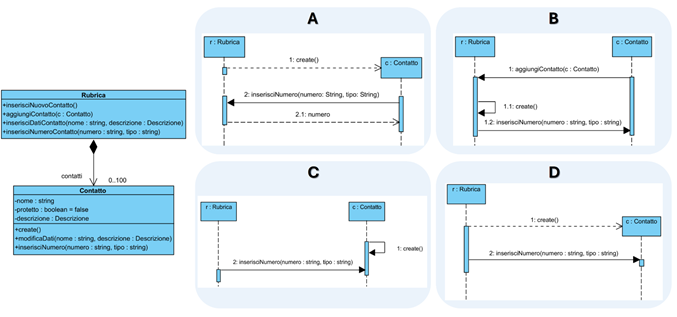 Rubrica
+inserisciNuovoContatto()
+aggiungiContatto(c : Contatto)
+inserisciDatiContatto(nome : string, descrizione : Descrizione)
+inserisciNumeroContatto(numero : string, tipo : string)
contatti
0..100
Contatto
-nome : string
-protetto : boolean = false
-descrizione : Descrizione
+create()
+modificaDati(nome : string, descrizione : Descrizione)
+inserisciNumero(numero : string, tipo : string)
A
r : Rubrica
1: create()
c : Contatto
2: inserisciNumero(numero: String, tipo: String)
2.1: numero
B
r : Rubrica
c : Contatto
1: aggiungiContatto(c : Contatto)
1.1: create()
1.2: inserisciNumero(numero : string, tipo : string)
C
r : Rubrica
c : Contatto
1: create()
2: inserisciNumero(numero : string, tipo : string)
D
r : Rubrica
1: create()
c : Contatto
2: inserisciNumero(numero : string, tipo : string)